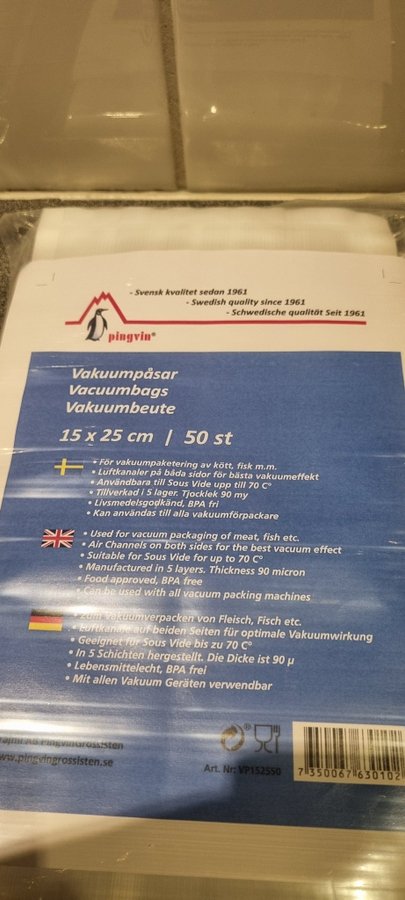 - Svensk kvalitet sedan 1961
- Swedish quality since 1961
- Schwedische qualität Seit 1961
pingvin®
Vakuumpåsar
Vacuumbags
Vakuumbeute
15 x 25 cm / 50 st
• För vakuumpaketering av kött, fisk m.m.
• Luftkanaler på båda sidor för bästa vakuumeffekt
• Användbara till Sous Vide upp till 70 C°
• Tillverkad i 5 lager. Tjocklek 90 my
• Livsmedelsgodkänd, BPA fri
• Kan användas till alla vakuumförpackare
• Used for vacuum packaging of meat, fish etc.
• Air Channels on both sides for the best vacuum effect
• Suitable for Sous Vide for up to 70 C°
• Manufactured in 5 layers. Thickness 90 micron
• Food approved, BPA free
• Can be used with all vacuum packing machines
• Zum Vakuumverpacken von Fleisch, Fisch etc.
• Luftkanäle auf beiden Seiten für optimale Vakuumwirkung
• Geeignet für Sous Vide bis zu 70 C°
• In 5 Schichten hergestellt. Die Dicke ist 90 µ
• Lebensmittelecht, BPA frei
• Mit allen Vakuum Geräten verwendbar
AB PingvinGrossisten
www.pingvingrossisten.se
Art. Nr: VP152550
7 350067 630102